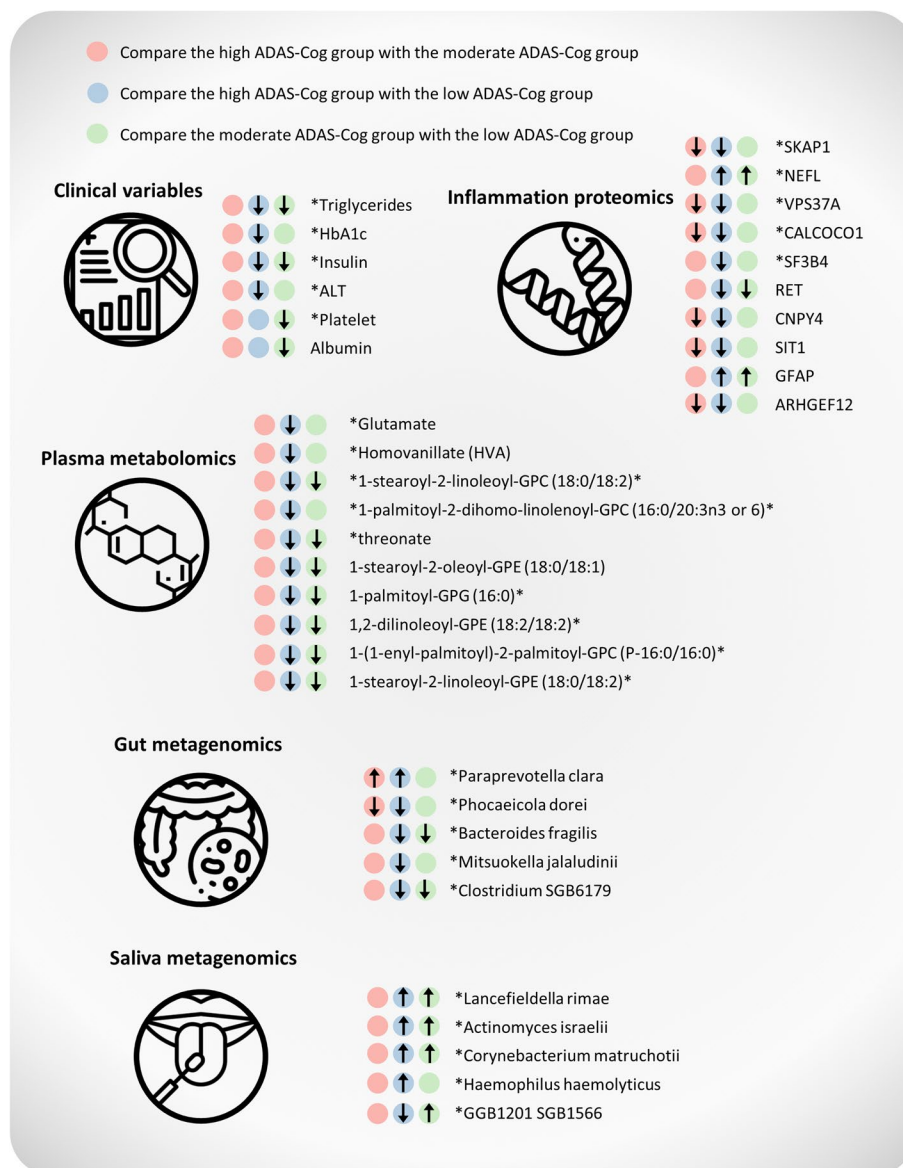 Compare the high ADAS-Cog group with the moderate ADAS-Cog group
Compare the high ADAS-Cog group with the low ADAS-Cog group
Compare the moderate ADAS-Cog group with the low ADAS-Cog group
Clinical variables
*Triglycerides
*HbA1c
*Insulin
*ALT
*Platelet
Albumin
Inflammation proteomics
*SKAP1
*NEFL
*VPS37A
*CALCOCO1
*SF3B4
RET
CNPY4
SIT1
GFAP
ARHGEF12
Plasma metabolomics
*Glutamate
*Homovanillate (HVA)
*1-stearoyl-2-linoleoyl-GPC (18:0/18:2)*
*1-palmitoyl-2-dihomo-linolenoyl-GPC (16:0/20:3n3 or 6)*
*threonate
1-stearoyl-2-oleoyl-GPE (18:0/18:1)
1-palmitoyl-GPG (16:0)*
1,2-dilinoleoyl-GPE (18:2/18:2)*
1-(1-enyl-palmitoyl)-2-palmitoyl-GPC (P-16:0/16:0)*
1-stearoyl-2-linoleoyl-GPE (18:0/18:2)*
Gut metagenomics
*Paraprevotella clara
*Phocaeicola dorei
*Bacteroides fragilis
*Mitsuokella jalaludinii
*Clostridium SGB6179
Saliva metagenomics
*Lancefieldella rimae
*Actinomyces israelii
*Corynebacterium matruchotii
*Haemophilus haemolyticus
*GGB1201 SGB1566